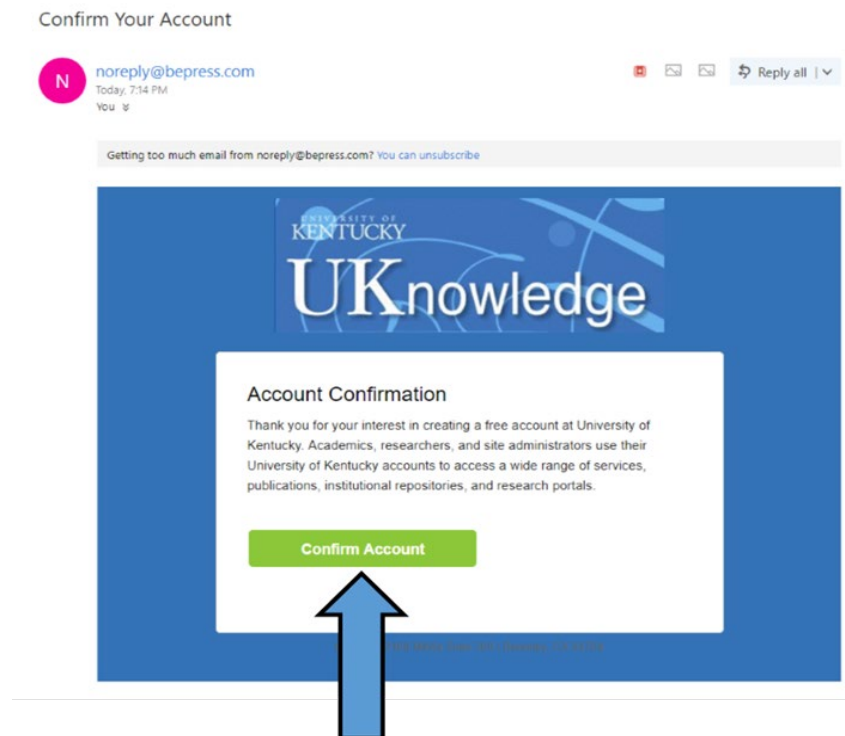 Confirm Your Account
N
noreply@bepress.com
Today, 7:14 PM
You
Reply all
Getting too much email from noreply@bepress.com? You can unsubscribe
UNIVERSITY OF
KENTUCKY
UKnowledge
Account Confirmation
Thank you for your interest in creating a free account at University of
Kentucky. Academics, researchers, and site administrators use their
University of Kentucky accounts to access a wide range of services,
publications, institutional repositories, and research portals.
Confirm Account